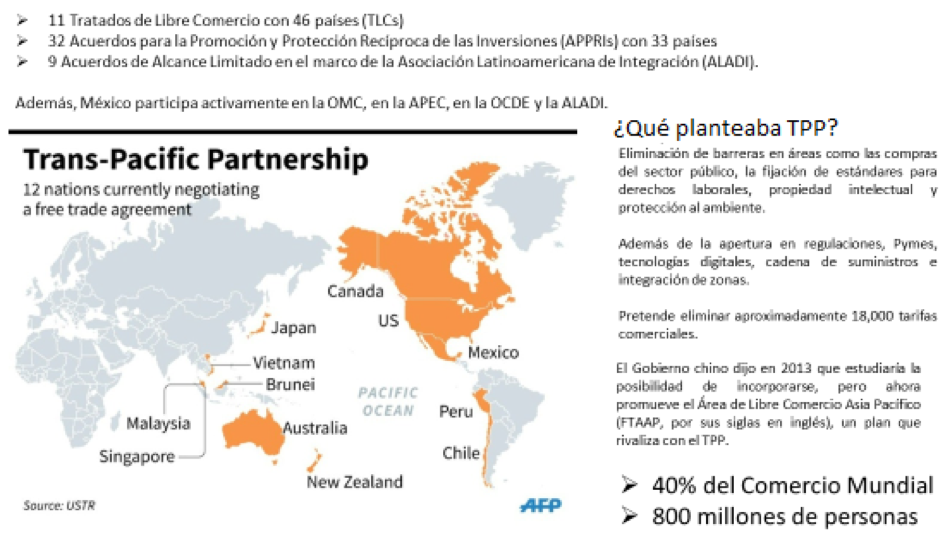 ➤ 11 Tratados de Libre Comercio con 46 países (TLCs)
➤ 32 Acuerdos para la Promoción y Protección Recíproca de las Inversiones (APPRIs) con 33 países
➤ 9 Acuerdos de Alcance Limitado en el marco de la Asociación Latinoamericana de Integración (ALADI).
Además, México participa activamente en la OMC, en la APEC, en la OCDE y la ALADI.
Trans-Pacific Partnership
12 nations currently negotiating
a free trade agreement
Canada
US
Japan
Mexico
Vietnam
Brunei
PACIFIC
OCEAN
Peru
Malaysia
Australia
Singapore
Chile
New Zealand
Source: USTR
AFP
¿Qué planteaba TPP?
Eliminación de barreras en áreas como las compras
del sector público, la fijación de estándares para
derechos laborales, propiedad intelectual y
protección al ambiente.
Además de la apertura en regulaciones, Pymes,
tecnologías digitales, cadena de suministros e
integración de zonas.
Pretende eliminar aproximadamente 18,000 tarifas
comerciales.
El Gobierno chino dijo en 2013 que estudiaría la
posibilidad de incorporarse, pero ahora
promueve el Área de Libre Comercio Asia Pacífico
(FTAAP, por sus siglas en inglés), un plan que
rivaliza con el TPP.
➤ 40% del Comercio Mundial
➤ 800 millones de personas